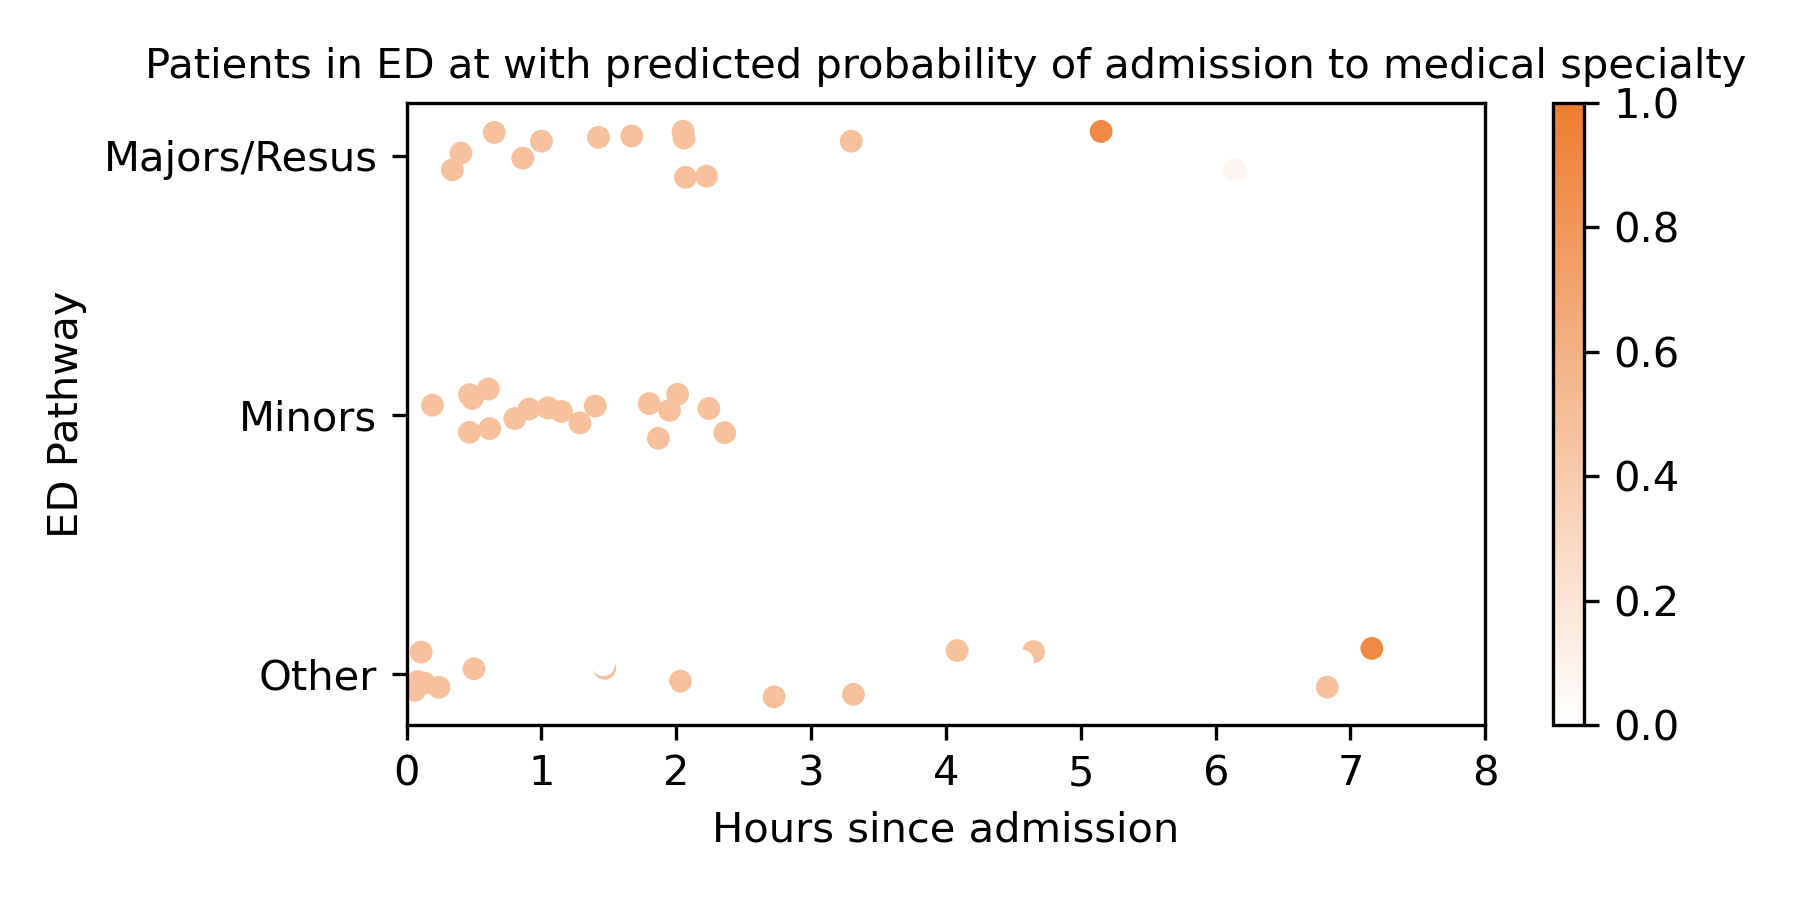 Patients in ED at with predicted probability of admission to medical specialty
Majors/Resus
Minors
Other
ED Pathway
0 1 2 3 4 5 6 7 8
Hours since admission
1.0
0.8
0.6
0.4
0.2
0.0